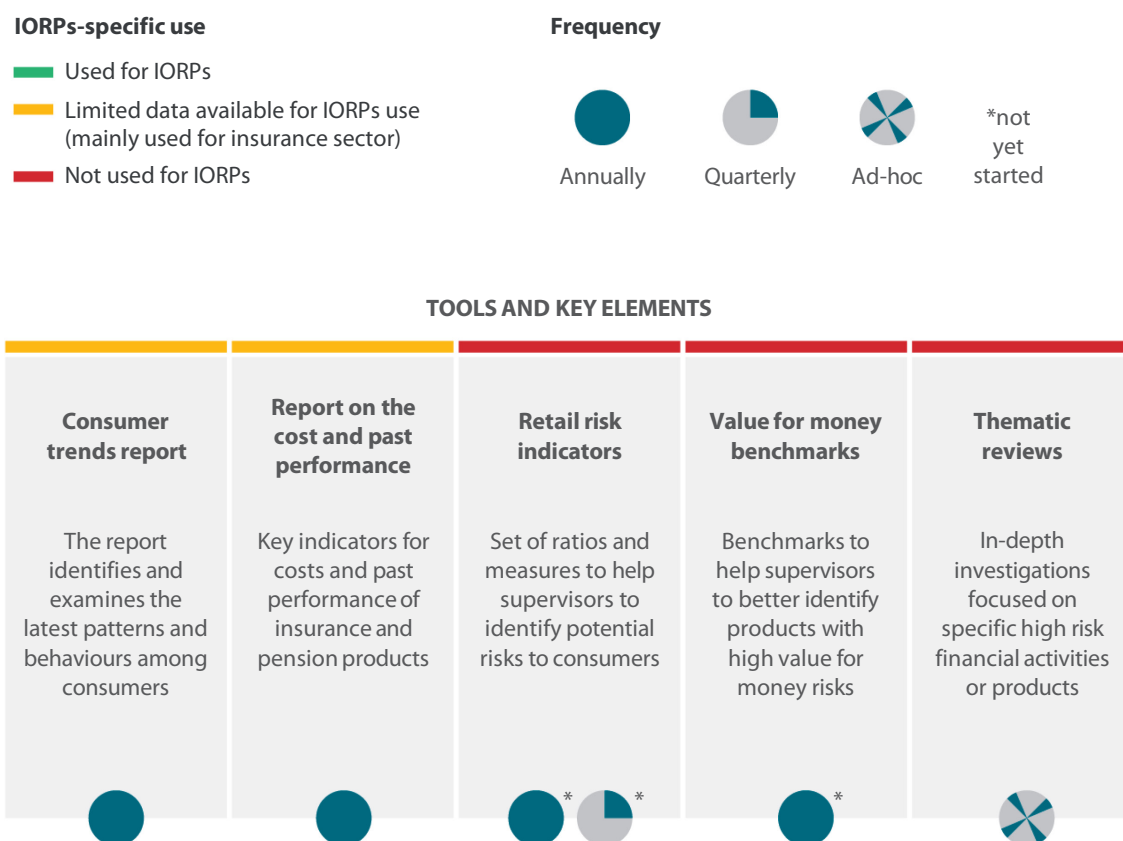 IORPs-specific use
Used for IORPs
Limited data available for IORPs use
(mainly used for insurance sector)
Not used for IORPs
Frequency
Annually
Quarterly
Ad-hoc
*not
yet
started
TOOLS AND KEY ELEMENTS
Consumer
trends report
The report
identifies and
examines the
latest patterns and
behaviours among
consumers
Report on the
cost and past
performance
Key indicators for
costs and past
performance of
insurance and
pension products
Retail risk
indicators
Set of ratios and
measures to help
supervisors to
identify potential
risks to consumers
* *
Value for money
benchmarks
Benchmarks to
help supervisors
to better identify
products with
high value for
money risks
*
Thematic
reviews
In-depth
investigations
focused on
specific high risk
financial activities
or products